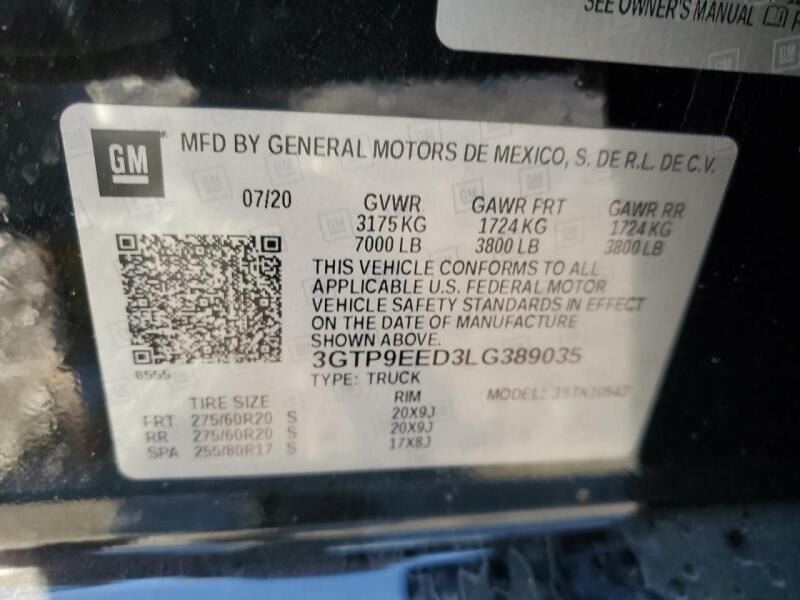 SEE OWNER'S MANUAL
GM
MFD BY GENERAL MOTORS DE MEXICO, S. DE R.L. DE C.V.
07/20 GVWR GAWR FRT GAWR RR
3175 KG 1724 KG 1724 KG
7000 LB 3800 LB 3800 LB
THIS VEHICLE CONFORMS TO ALL
APPLICABLE U.S. FEDERAL MOTOR
VEHICLE SAFETY STANDARDS IN EFFECT
ON THE DATE OF MANUFACTURE
SHOWN ABOVE.
3GTP9EED3LG389035
8555
TYPE: TRUCK MODEL:
TIRE SIZE RIM
FRT 275/60R20 S 20X9J
RR 275/60R20 S 20X9J
SPA 255/80R17 S 17X8J